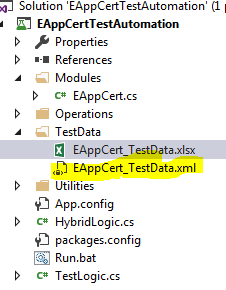 Solution 'EAppCertTestAutomation' (1 p
EAppCertTestAutomation
Properties
References
Modules
EAppCert.cs
Operations
TestData
EAppCert_TestData.xlsx
EAppCert_TestData.xml
Utilities
App.config
HybridLogic.cs
packages.config
Run.bat
TestLogic.cs